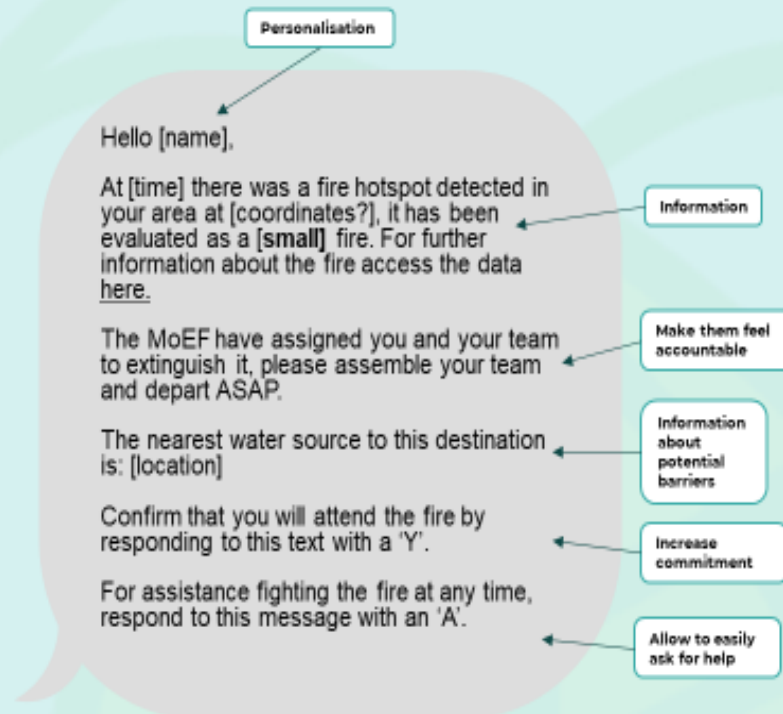 Personalisation
Hello [name],
At [time] there was a fire hotspot detected in
your area at [coordinates?], it has been
evaluated as a [small] fire. For further
information about the fire access the data
here.
Information
The MoEF have assigned you and your team
to extinguish it, please assemble your team
and depart ASAP.
Make them feel
accountable
The nearest water source to this destination
is: [location]
Information
about
potential
barriers
Confirm that you will attend the fire by
responding to this text with a ‘Y’.
Increase
commitment
For assistance fighting the fire at any time,
respond to this message with an ‘A’.
Allow to easily
ask for help